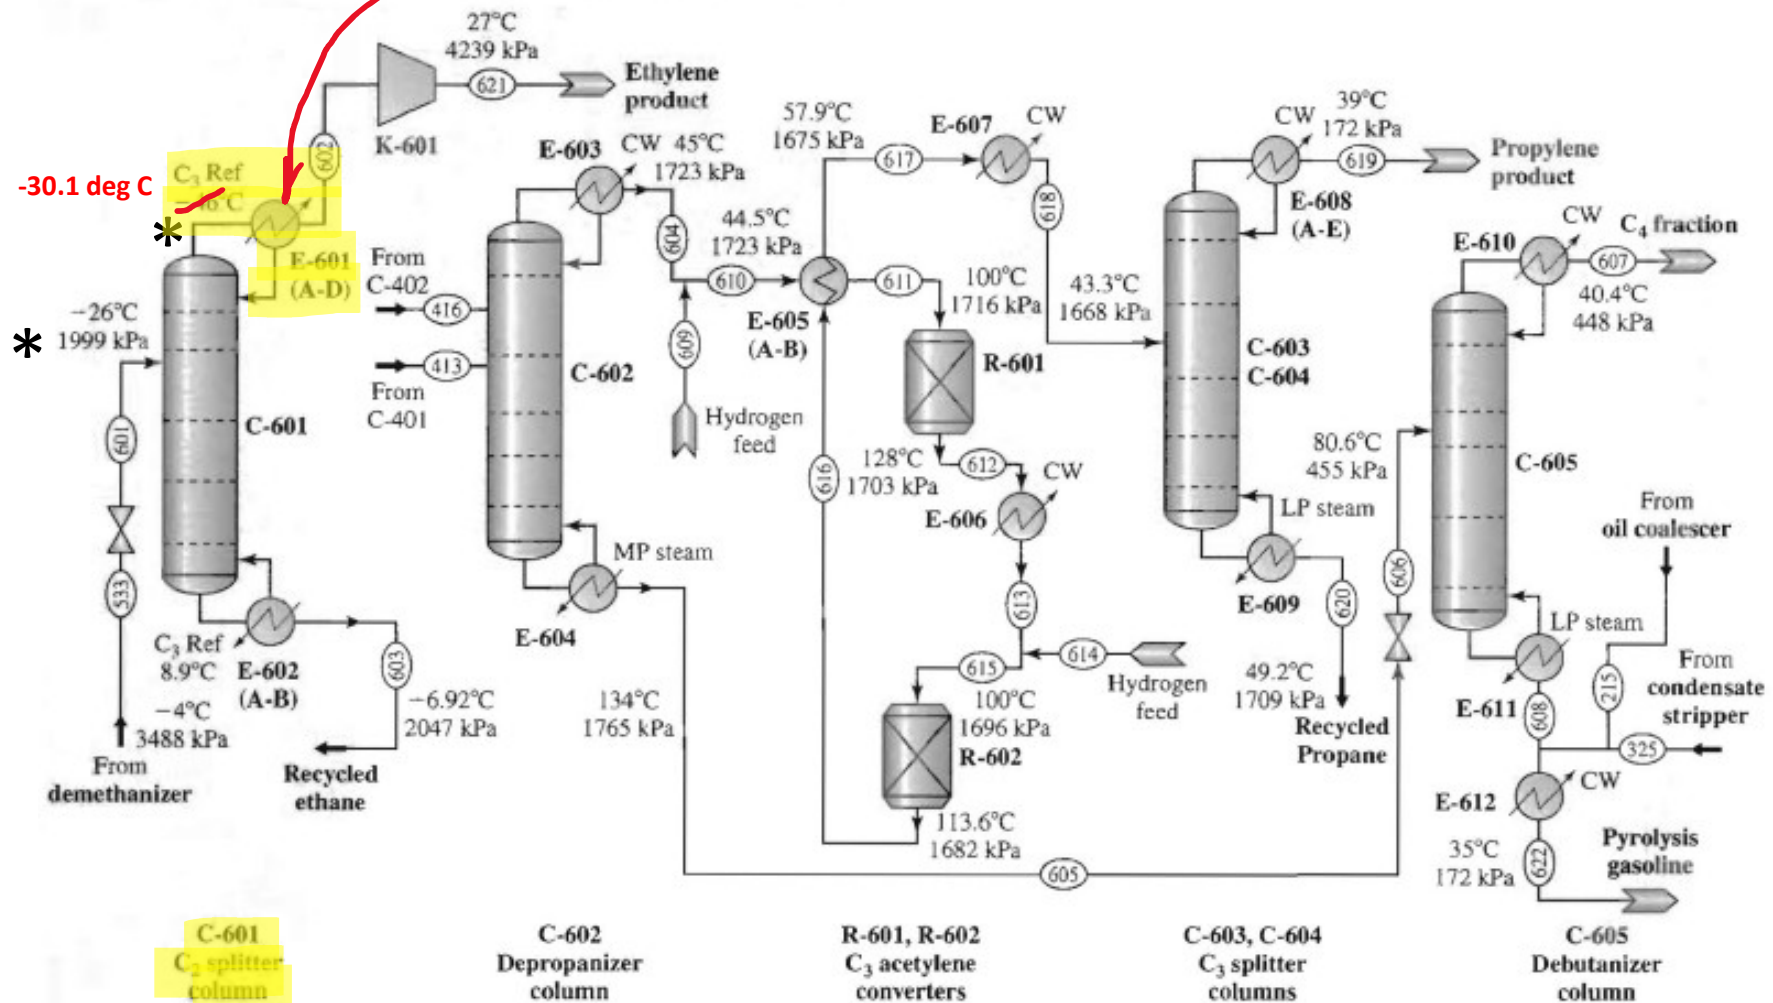 27°C
4239 kPa
621
Ethylene
product
K-601
602
C3 Ref
−46°C
-30.1 deg C
*
E-601
(A-D)
−26°C
* 1999 kPa
C-601
601
533
C3 Ref
8.9°C
E-602
(A-B)
603
−4°C
3488 kPa
From
demethanizer
−6.92°C
2047 kPa
Recycled
ethane
E-603
CW 45°C
1723 kPa
604
From
C-402
416
413
From
C-401
C-602
44.5°C
1723 kPa
610
609
Hydrogen
feed
MP steam
E-604
134°C
1765 kPa
605
57.9°C
1675 kPa
617
E-607
CW
618
E-605
(A-B)
611
100°C
1716 kPa
R-601
128°C
1703 kPa
612
CW
E-606
616
613
615
614
Hydrogen
feed
100°C
1696 kPa
R-602
113.6°C
1682 kPa
43.3°C
1668 kPa
CW
39°C
172 kPa
619
Propylene
product
E-608
(A-E)
C-603
C-604
LP steam
E-609
620
49.2°C
1709 kPa
Recycled
Propane
80.6°C
455 kPa
606
E-610
CW
C4 fraction
607
40.4°C
448 kPa
C-605
From
oil coalescer
LP steam
E-611
608
215
From
condensate
stripper
325
E-612
CW
35°C
172 kPa
622
Pyrolysis
gasoline
C-601
C2 splitter
column
C-602
Depropanizer
column
R-601, R-602
C3 acetylene
converters
C-603, C-604
C3 splitter
columns
C-605
Debutanizer
column